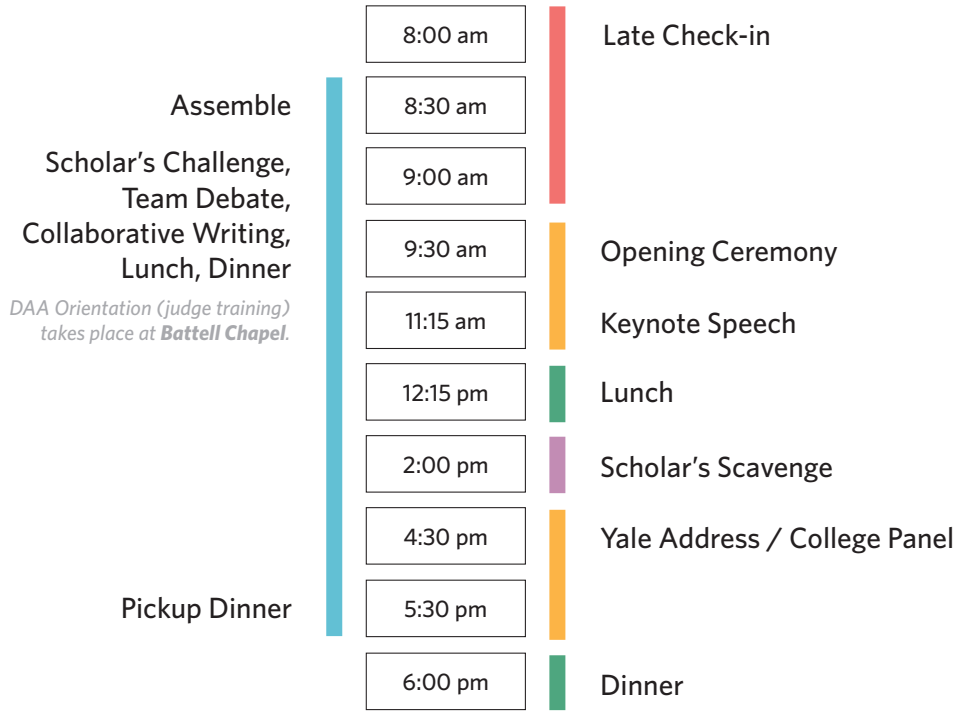 8:00 am
Late Check-in
Assemble
8:30 am
Scholar’s Challenge,
Team Debate,
Collaborative Writing,
Lunch, Dinner
DAA Orientation (judge training)
takes place at Battell Chapel.
9:00 am
9:30 am
Opening Ceremony
11:15 am
Keynote Speech
12:15 pm
Lunch
2:00 pm
Scholar’s Scavenge
4:30 pm
Yale Address / College Panel
Pickup Dinner
5:30 pm
6:00 pm
Dinner